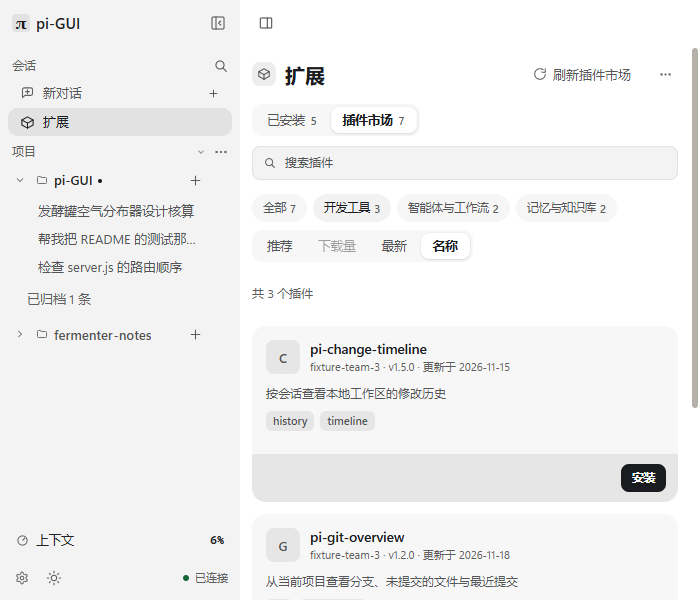 π pi-GUI
会话
新对话 +
扩展
项目
pi-GUI
发酵罐空气分布器设计核算
帮我把 README 的测试那...
检查 server.js 的路由顺序
已归档 1 条
fermenter-notes
上下文 6%
已连接
扩展
刷新插件市场
已安装 5 插件市场 7
搜索插件
全部 7 开发工具 3 智能体与工作流 2 记忆与知识库 2
推荐 下载量 最新 名称
共 3 个插件
C
pi-change-timeline
fixture-team-3 · v1.5.0 · 更新于 2026-11-15
按会话查看本地工作区的修改历史
history timeline
安装
G
pi-git-overview
fixture-team-3 · v1.2.0 · 更新于 2026-11-18
从当前项目查看分支、未提交的文件与最近提交